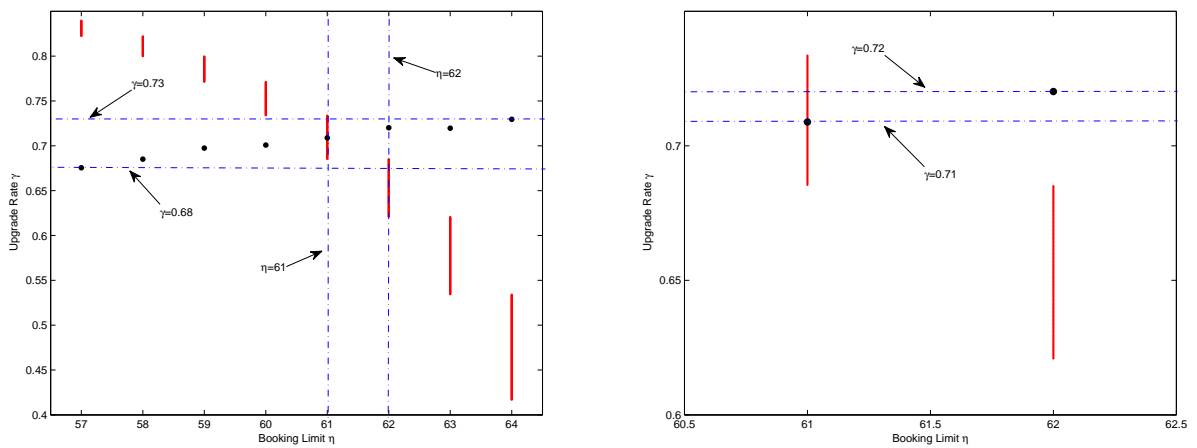 0.8
0.75
0.7
0.65
0.6
0.55
0.5
0.45
0.4
Upgrade Rate γ
γ=0.73
γ=0.68
η=62
η=61
57 58 59 60 61 62 63 64
Booking Limit η
0.7
0.6
Upgrade Rate γ
γ=0.72
γ=0.71
60.5 61 61.5 62 62.5
Booking Limit η